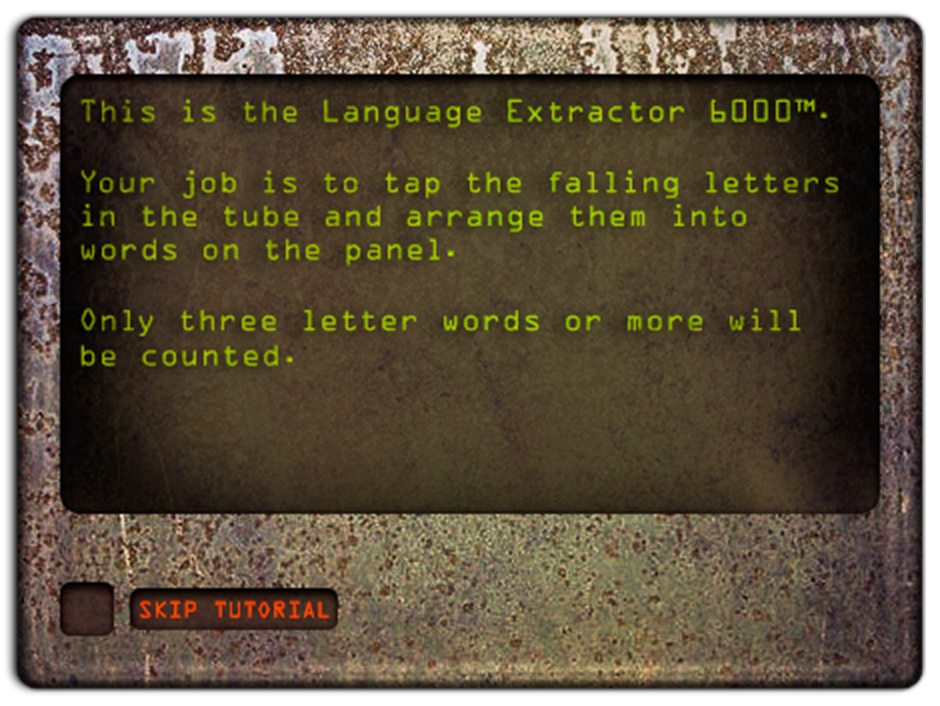 This is the Language Extractor 6000™.
Your job is to tap the falling letters
in the tube and arrange them into
words on the panel.
Only three letter words or more will
be counted.
SKIP TUTORIAL